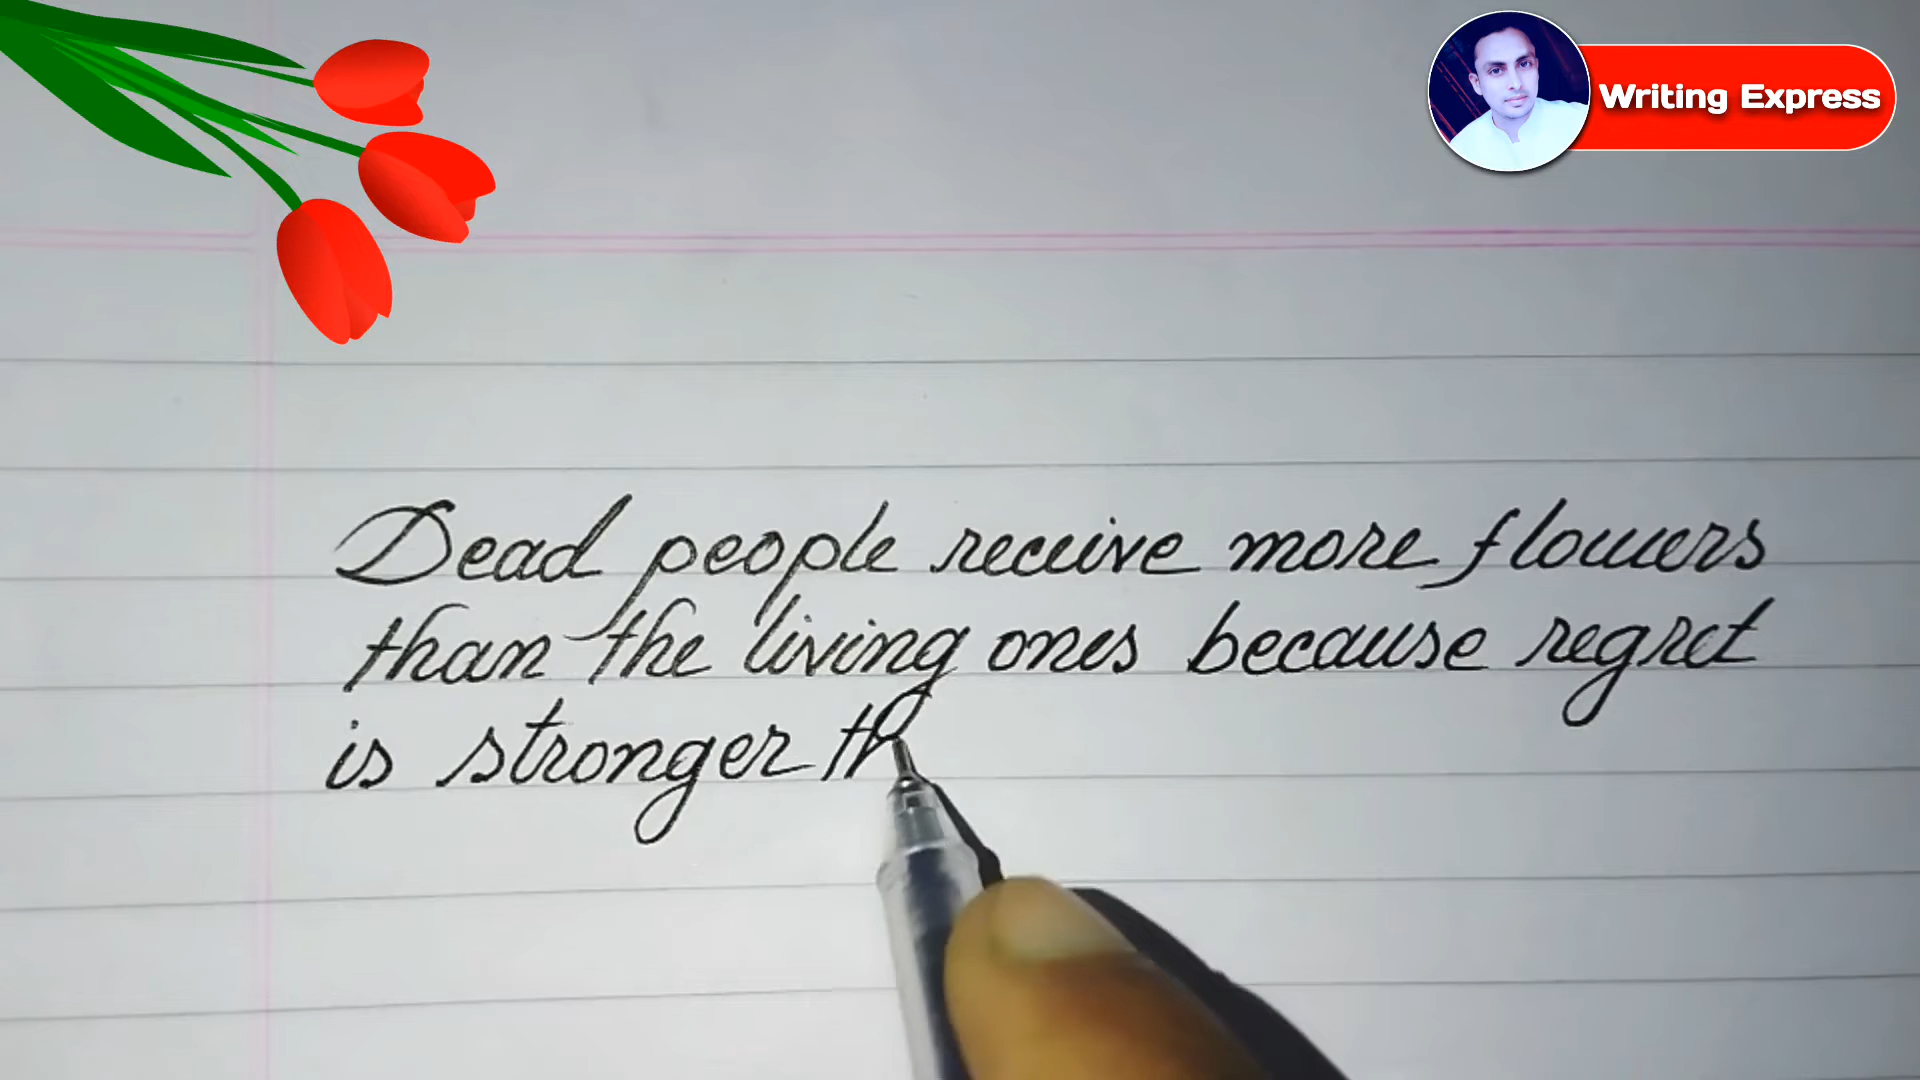 Writing Express
Dead people receive more flowers
than the living ones because regret
is stronger th